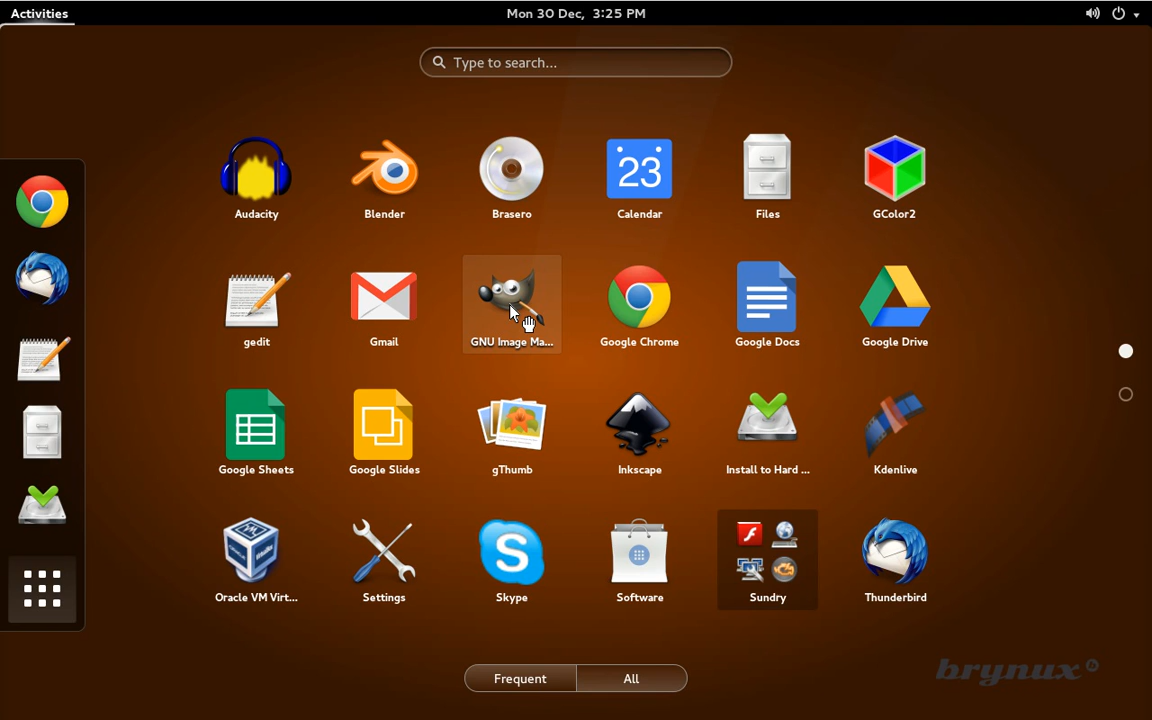 Activities
Mon 30 Dec, 3:25 PM
Type to search...
23
Audacity
Blender
Brasero
Calendar
Files
GColor2
gedit
Gmail
GNU Image Ma...
Google Chrome
Google Docs
Google Drive
Google Sheets
Google Slides
gThumb
Inkscape
Install to Hard ...
Kdenlive
Oracle VM Virt...
Settings
Skype
Software
Sundry
Thunderbird
Frequent
All
brynux